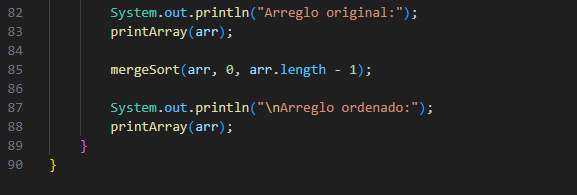 82 System.out.println("Arreglo original:");
83 printArray(arr);
84
85 mergeSort(arr, 0, arr.length - 1);
86
87 System.out.println("\nArreglo ordenado:");
88 printArray(arr);
89 }
90 }